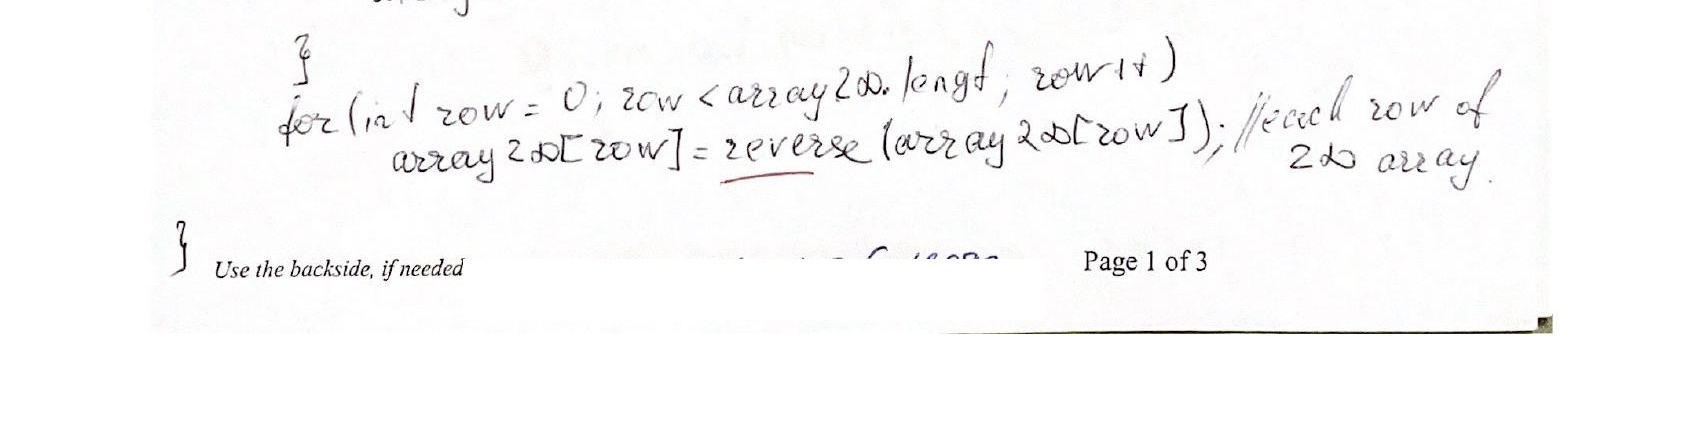 }
for (int row = 0; row < array2D.lengt; row++)
array2D[row] = reverse (array2D[row]); //each row of
2D array.
}
Use the backside, if needed
Page 1 of 3